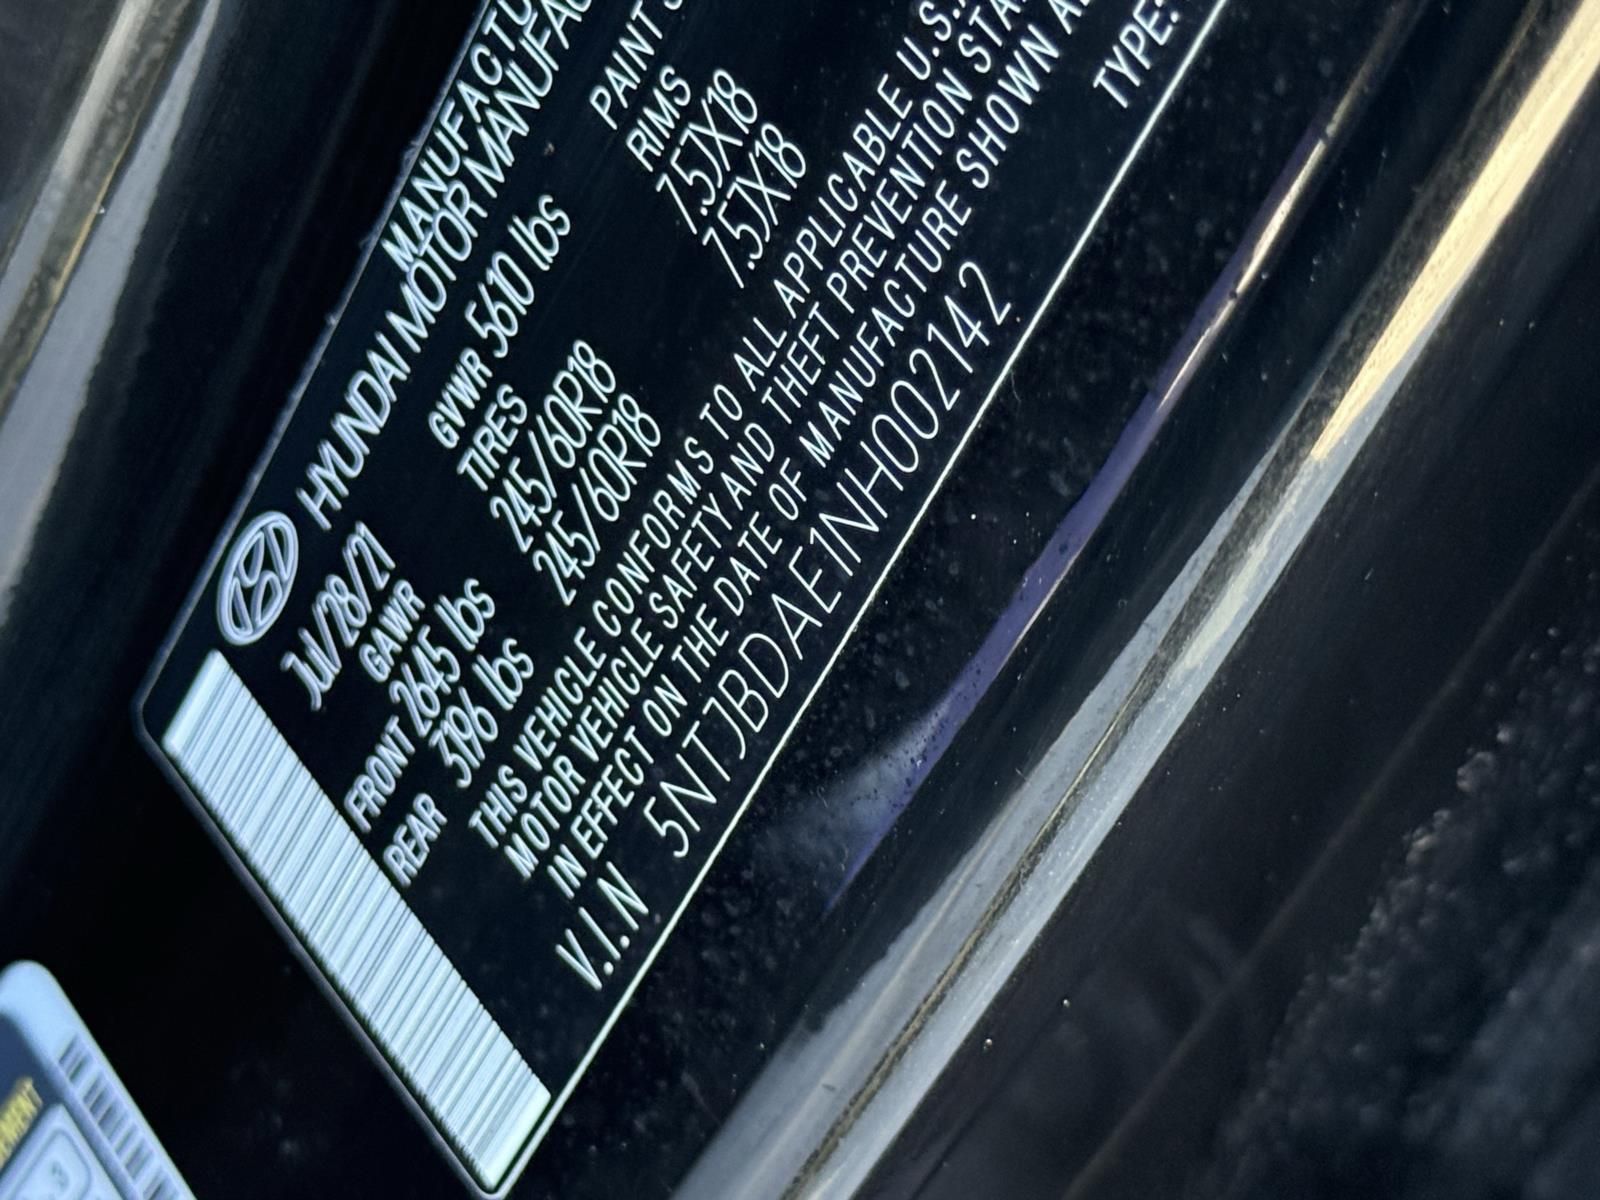 MANUFACTU
HYUNDAI MOTOR MANUFAC
Jul/28/21
GVWR 5610 lbs
PAINT
GAWR TIRES RIMS
FRONT 2645 lbs 245/60R18 7.5JX18
REAR 3196 lbs 245/60R18 7.5JX18
THIS VEHICLE CONFORMS TO ALL APPLICABLE U.S.
MOTOR VEHICLE SAFETY AND THEFT PREVENTION STA
IN EFFECT ON THE DATE OF MANUFACTURE SHOWN A
V.I.N 5NTJBDAE1NH002142
TYPE:
EMENT